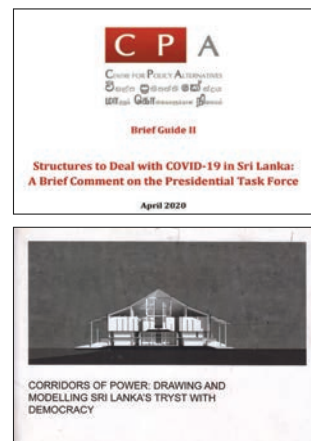 C P A
CENTRE FOR POLICY ALTERNATIVES
Brief Guide II
Structures to Deal with COVID-19 in Sri Lanka:
A Brief Comment on the Presidential Task Force
April 2020
CORRIDORS OF POWER: DRAWING AND
MODELLING SRI LANKA'S TRYST WITH
DEMOCRACY